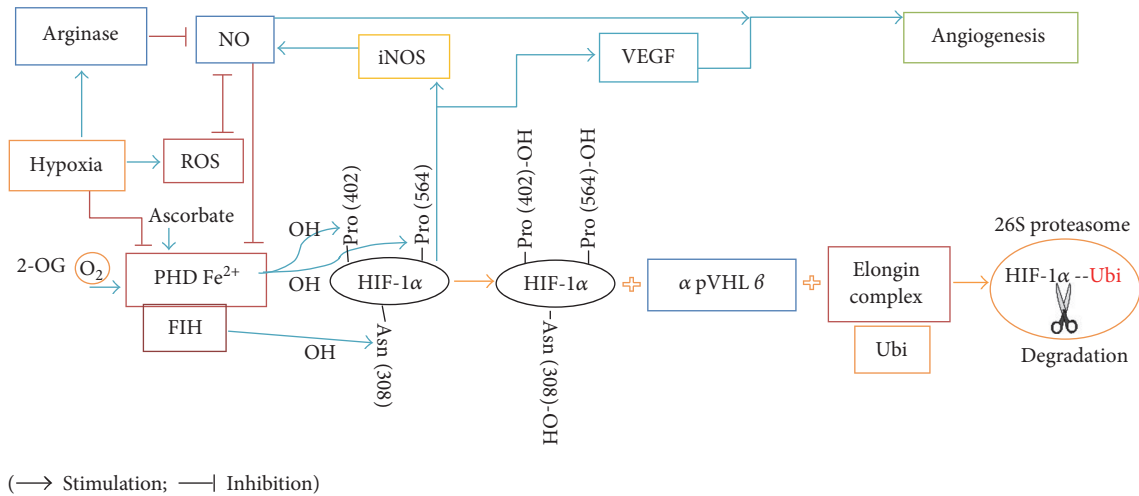 Arginase
NO
iNOS
VEGF
Angiogenesis
Hypoxia
ROS
Ascorbate
2-OG
O2
PHD Fe2+
FIH
OH
OH
OH
Pro (402)
Pro (564)
HIF-1α
Asn (308)
Pro (402)-OH
Pro (564)-OH
HIF-1α
Asn (308)-OH
α pVHL β
Elongin
complex
Ubi
26S proteasome
HIF-1α --Ubi
Degradation
(⟶ Stimulation; ⟞ Inhibition)